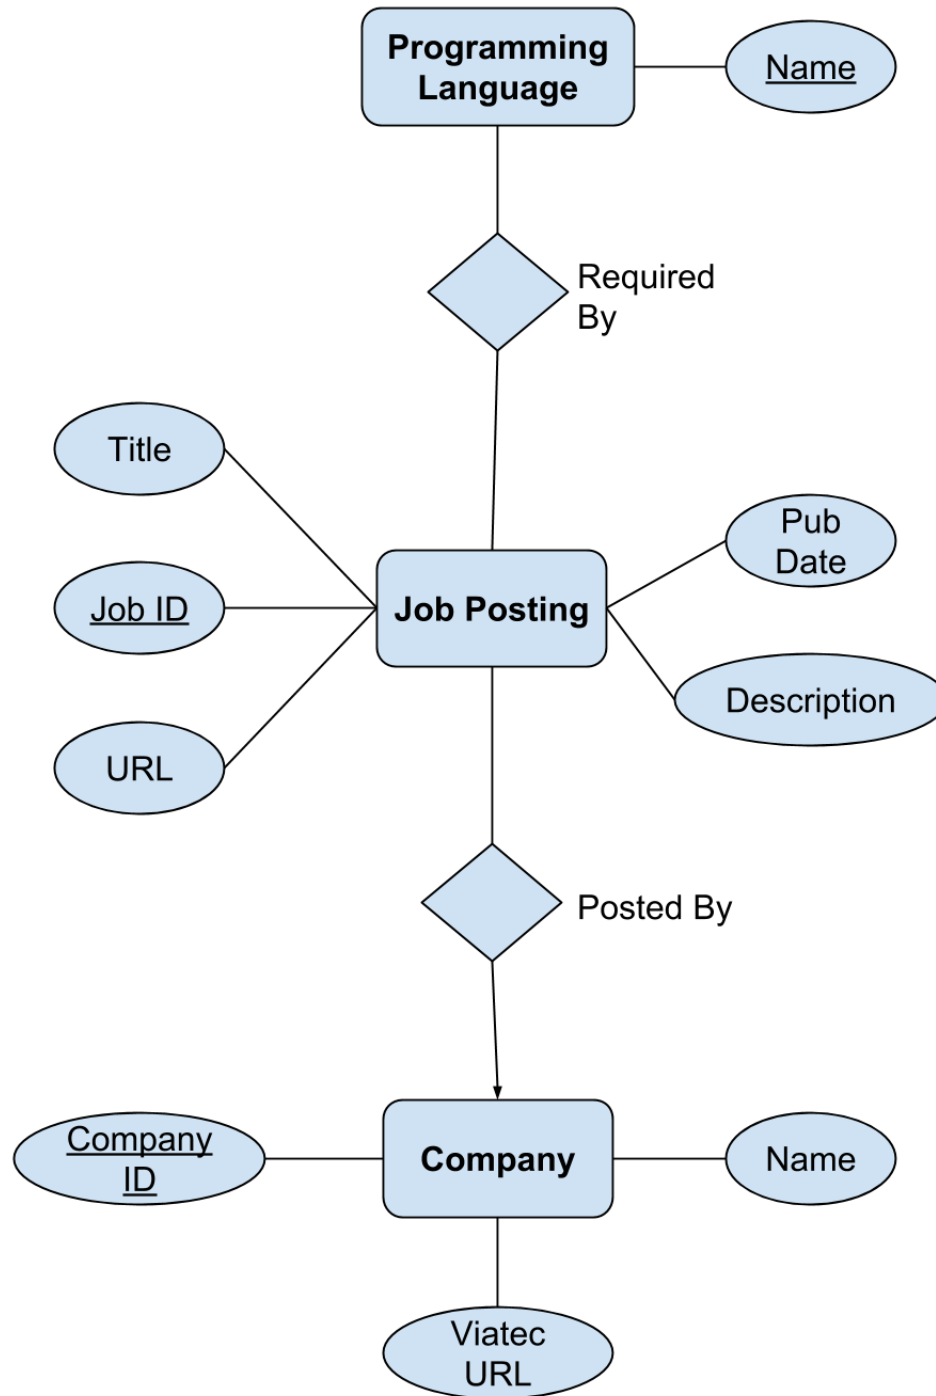 Programming
Language
Name
Required
By
Title
Pub
Date
Job ID
Job Posting
Description
URL
Posted By
Company
ID
Company
Name
Viatec
URL